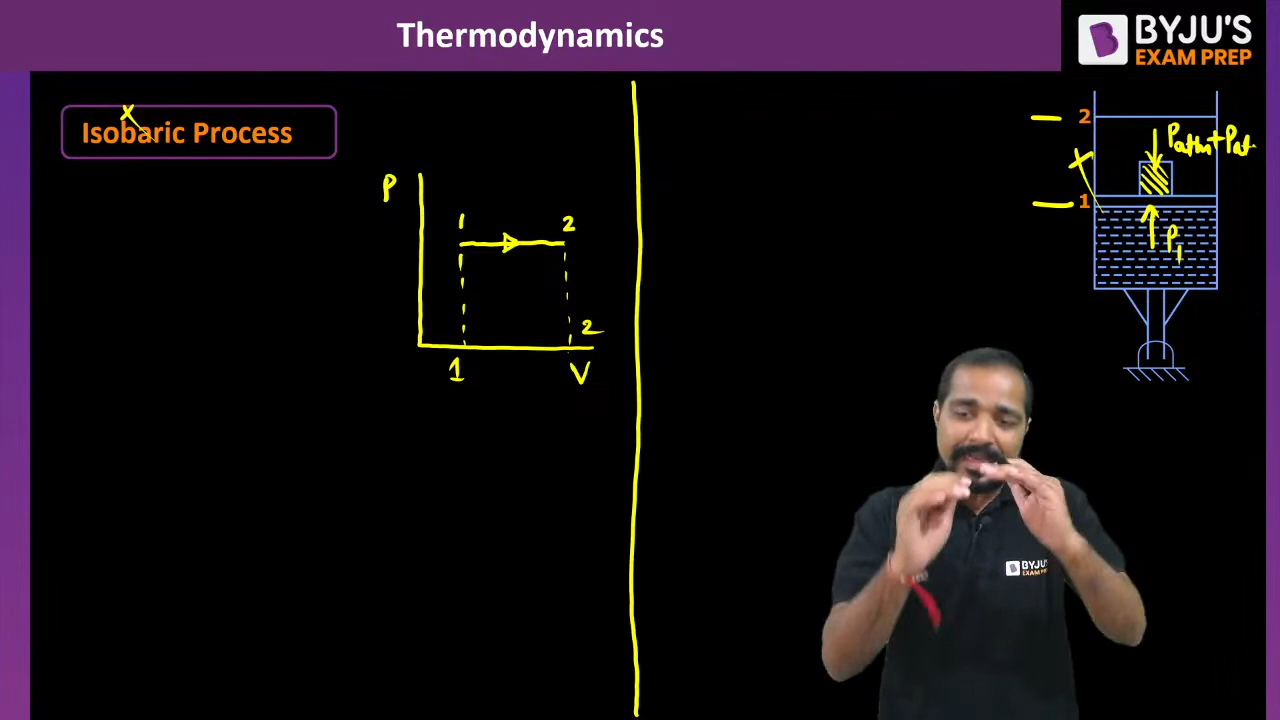 Thermodynamics
BYJU'S
EXAM PREP
Isobaric Process
x
P
1
2
2
1
V
2
Patm+Pat
x
1
P1
BYJU'S
EXAM PREP